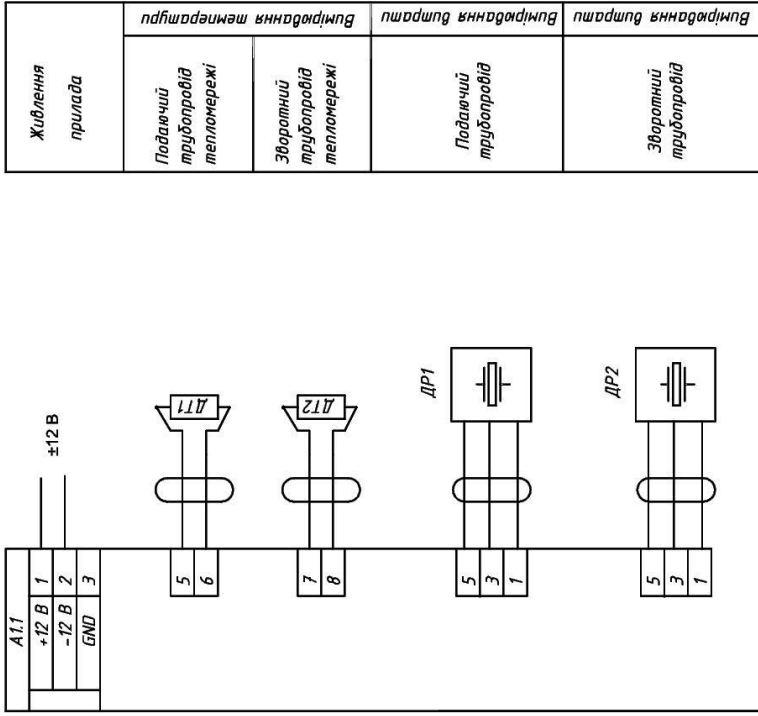 Живлення
прилада
Вимірювання температури
Подаючий
трубопровід
тепломережі
Зворотний
трубопровід
тепломережі
Вимірювання витрати
Подаючий
трубопровід
Вимірювання витрати
Зворотний
трубопровід
±12 В
ДТ1
ДТ2
ДР1
ДР2
А1.1
+12 В 1
-12 В 2
GND 3
5
6
7
8
5
3
1
5
3
1